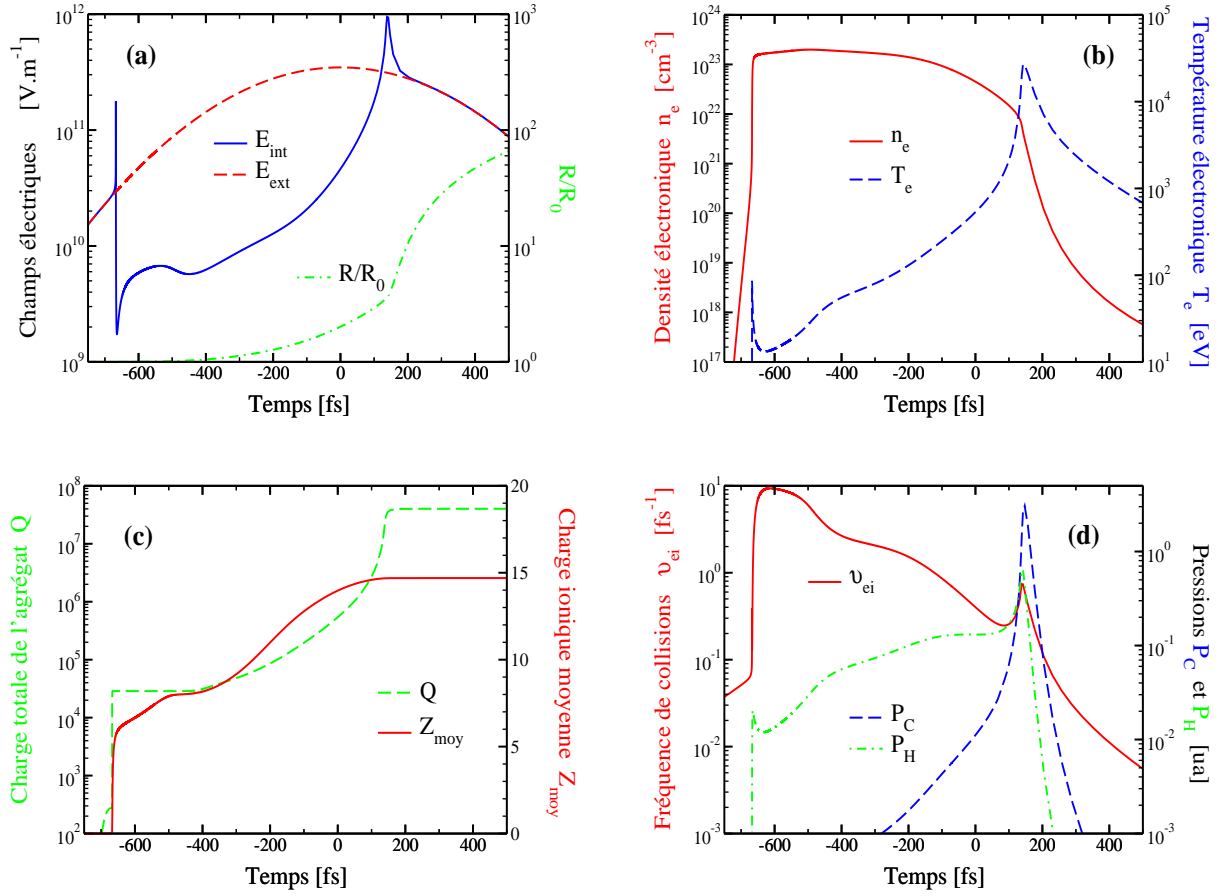 10^12
10^11
10^10
10^9
10^3
10^2
10^1
10^0
-600 -400 -200 0 200 400
Temps [fs]
Champs électriques [V.m^-1]
R/R_0
(a)
E_int
E_ext
R/R_0
10^24
10^23
10^22
10^21
10^20
10^19
10^18
10^17
10^5
10^4
10^3
10^2
10^1
-600 -400 -200 0 200 400
Temps [fs]
Densité électronique n_e [cm^-3]
Température électronique T_e [eV]
(b)
n_e
T_e
10^8
10^7
10^6
10^5
10^4
10^3
10^2
20
15
10
5
0
-600 -400 -200 0 200 400
Temps [fs]
Charge totale de l'agrégat Q
Charge ionique moyenne Z_moy
(c)
Q
Z_moy
10^1
10^0
10^-1
10^-2
10^-3
10^0
10^-1
10^-2
10^-3
-600 -400 -200 0 200 400
Temps [fs]
Fréquence de collisions υ_ei [fs^-1]
Pressions P_C et P_H [ua]
(d)
υ_ei
P_C
P_H